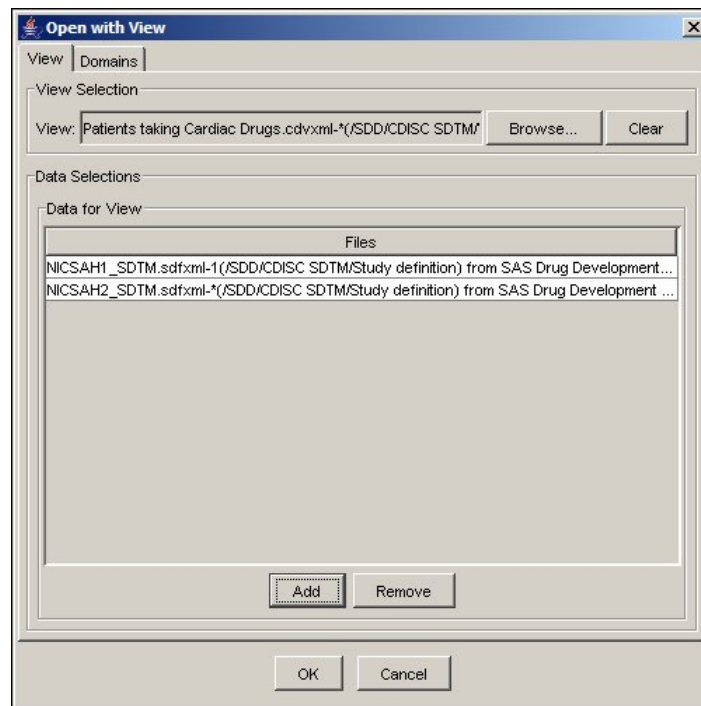 Open with View
View Domains
View Selection
View: Patients taking Cardiac Drugs.cdvxml-*(/SDD/CDISC SDTM/ Browse... Clear
Data Selections
Data for View
Files
NICSAH1_SDTM.sdfxml-1(/SDD/CDISC SDTM/Study definition) from SAS Drug Development...
NICSAH2_SDTM.sdfxml-*(/SDD/CDISC SDTM/Study definition) from SAS Drug Development ...
Add Remove
OK Cancel